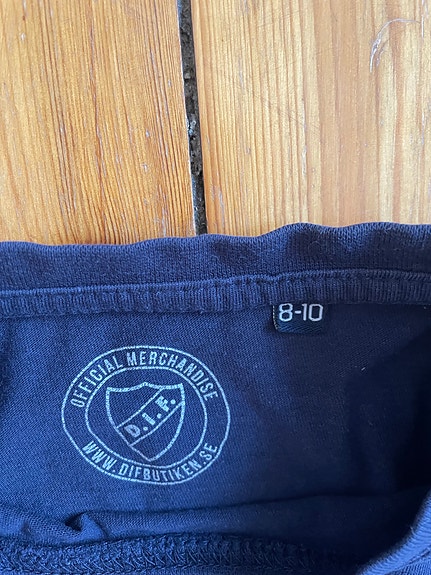 8-10
OFFICIAL MERCHANDISE
D.I.F.
WWW.DIFBUTIKEN.SE